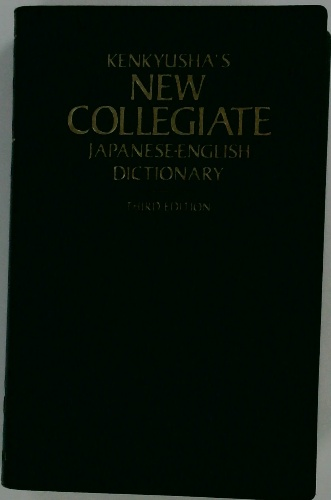 KENKYUSHA'S
NEW
COLLEGIATE
JAPANESE-ENGLISH
DICTIONARY
THIRD EDITION